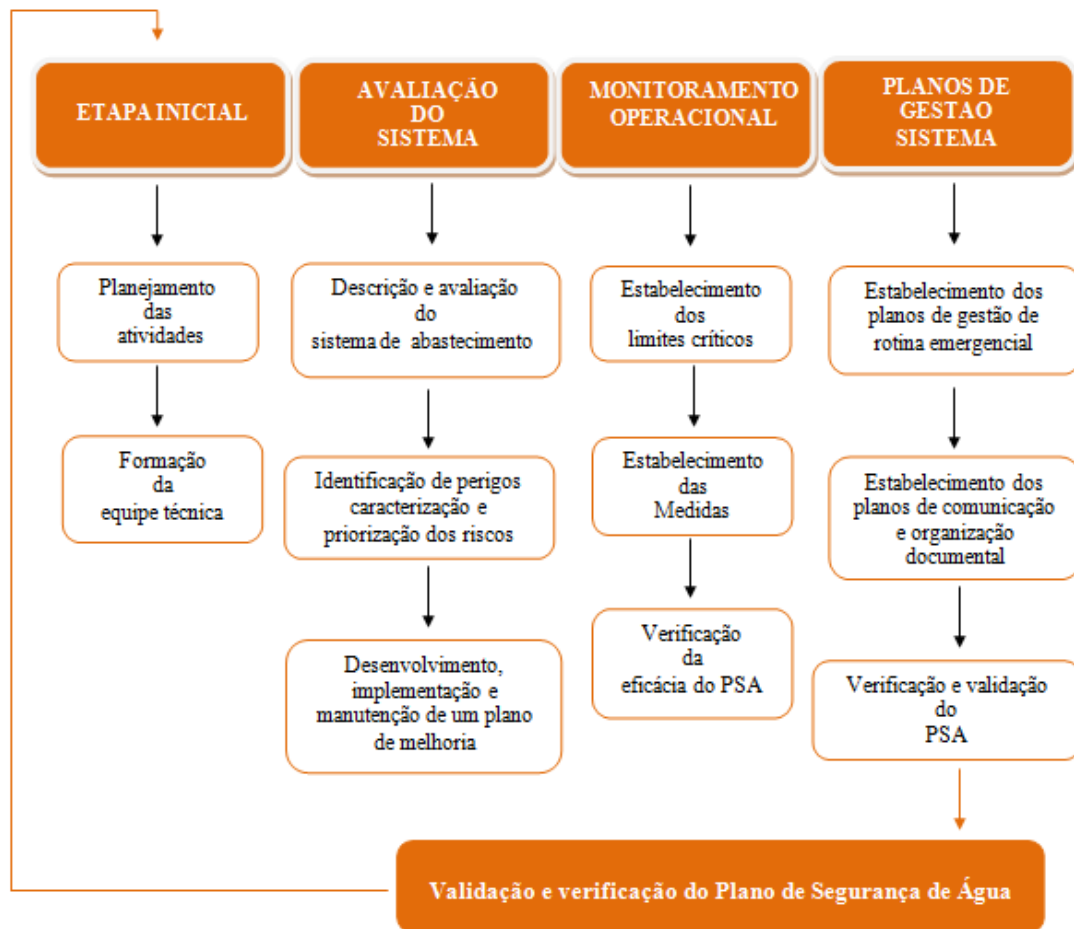 ETAPA INICIAL
Planejamento
das
atividades
Formação
da
equipe técnica
AVALIAÇÃO
DO
SISTEMA
Descrição e avaliação
do
sistema de abastecimento
Identificação de perigos
caracterização e
priorização dos riscos
Desenvolvimento,
implementação e
manutenção de um plano
de melhoria
MONITORAMENTO
OPERACIONAL
Estabelecimento
dos
limites críticos
Estabelecimento
das
Medidas
Verificação
da
eficácia do PSA
PLANOS DE
GESTAO
SISTEMA
Estabelecimento dos
planos de gestão de
rotina emergencial
Estabelecimento dos
planos de comunicação
e organização
documental
Verificação e validação
do
PSA
Validação e verificação do Plano de Segurança de Água